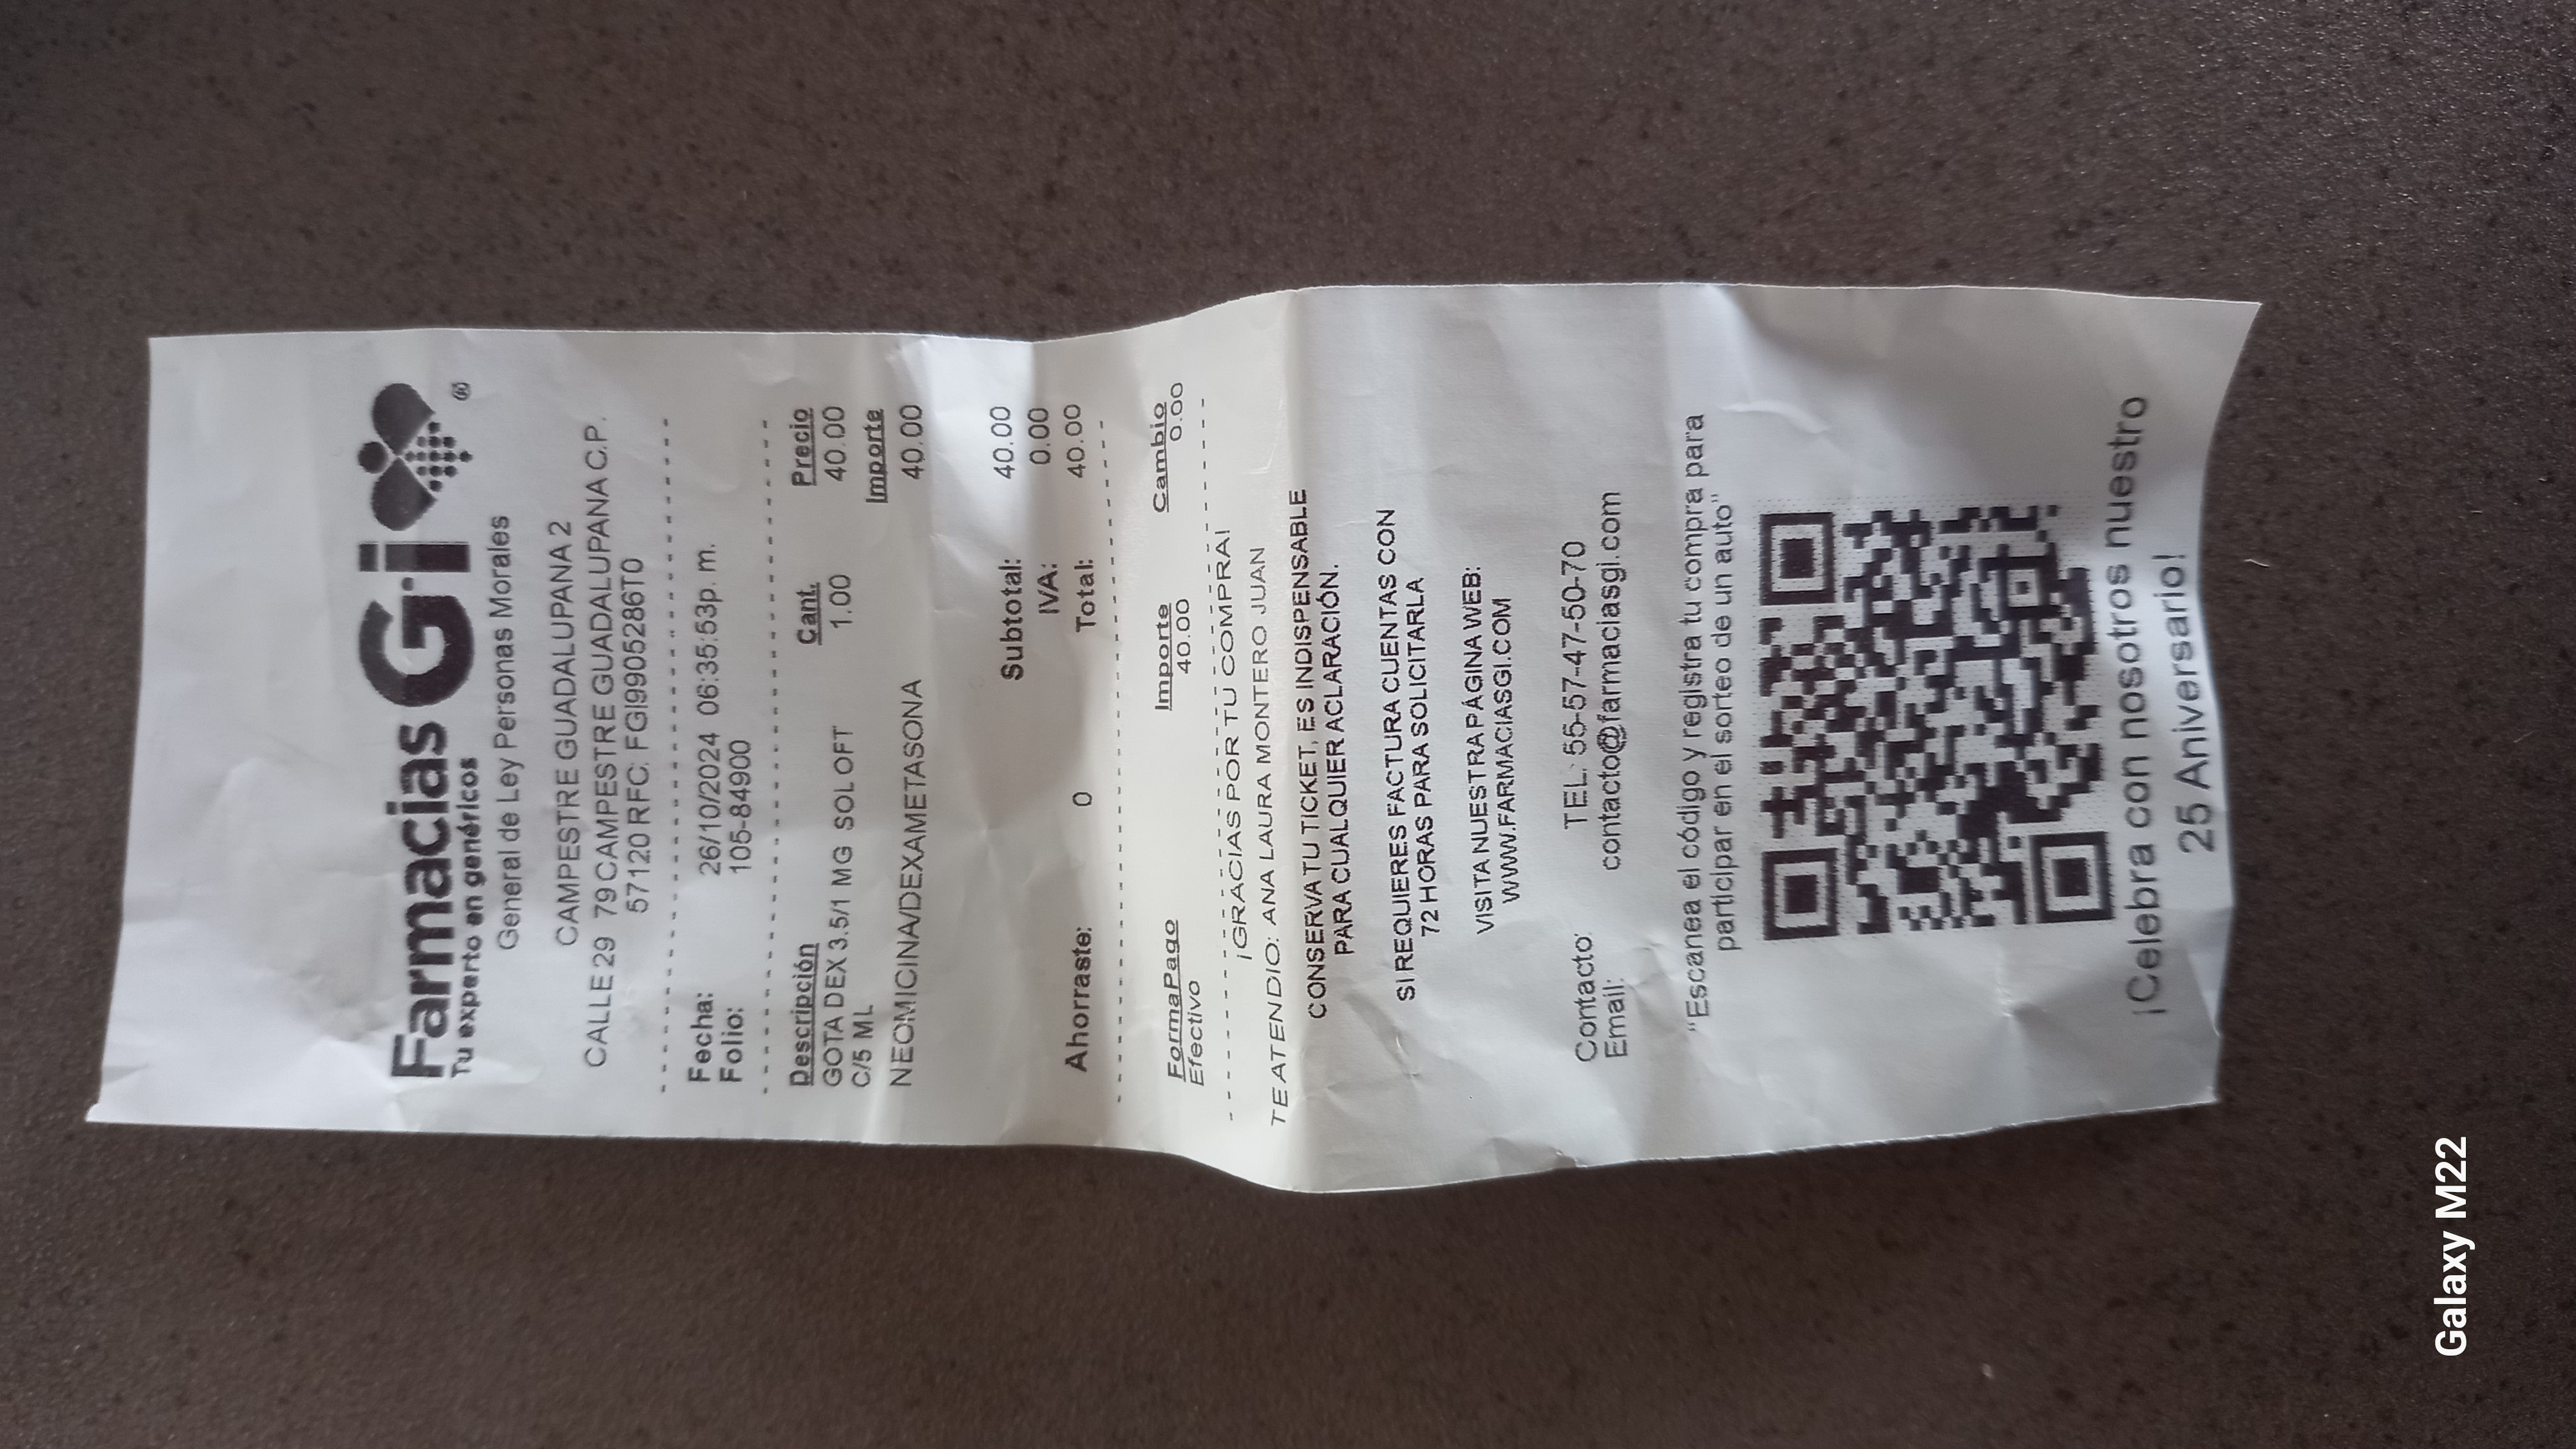 Farmacias Gi ®
Tu experto en genéricos
General de Ley Personas Morales
CAMPESTRE GUADALUPANA 2
CALLE 29 79 CAMPESTRE GUADALUPANA C.P.
57120 RFC: FGI9905286T0
Fecha: 26/10/2024 06:35:53p. m.
Folio: 105-84900
Descripción Cant. Precio
GOTA DEX 3.5/1 MG SOL OFT 1.00 40.00
C/5 ML Importe
NEOMICINA/DEXAMETASONA 40.00
Subtotal: 40.00
IVA: 0.00
Ahorraste: 0 Total: 40.00
FormaPago Importe Cambio
Efectivo 40.00 0.00
¡GRACIAS POR TU COMPRA!
TE ATENDIO: ANA LAURA MONTERO JUAN
CONSERVA TU TICKET, ES INDISPENSABLE
PARA CUALQUIER ACLARACIÓN.
SI REQUIERES FACTURA CUENTAS CON
72 HORAS PARA SOLICITARLA
VISITA NUESTRA PÁGINA WEB:
WWW.FARMACIASGI.COM
Contacto: TEL: 55-57-47-50-70
Email: contacto@farmaciasgi.com
"Escanea el código y registra tu compra para
participar en el sorteo de un auto"
¡Celebra con nosotros nuestro
25 Aniversario!
Galaxy M22